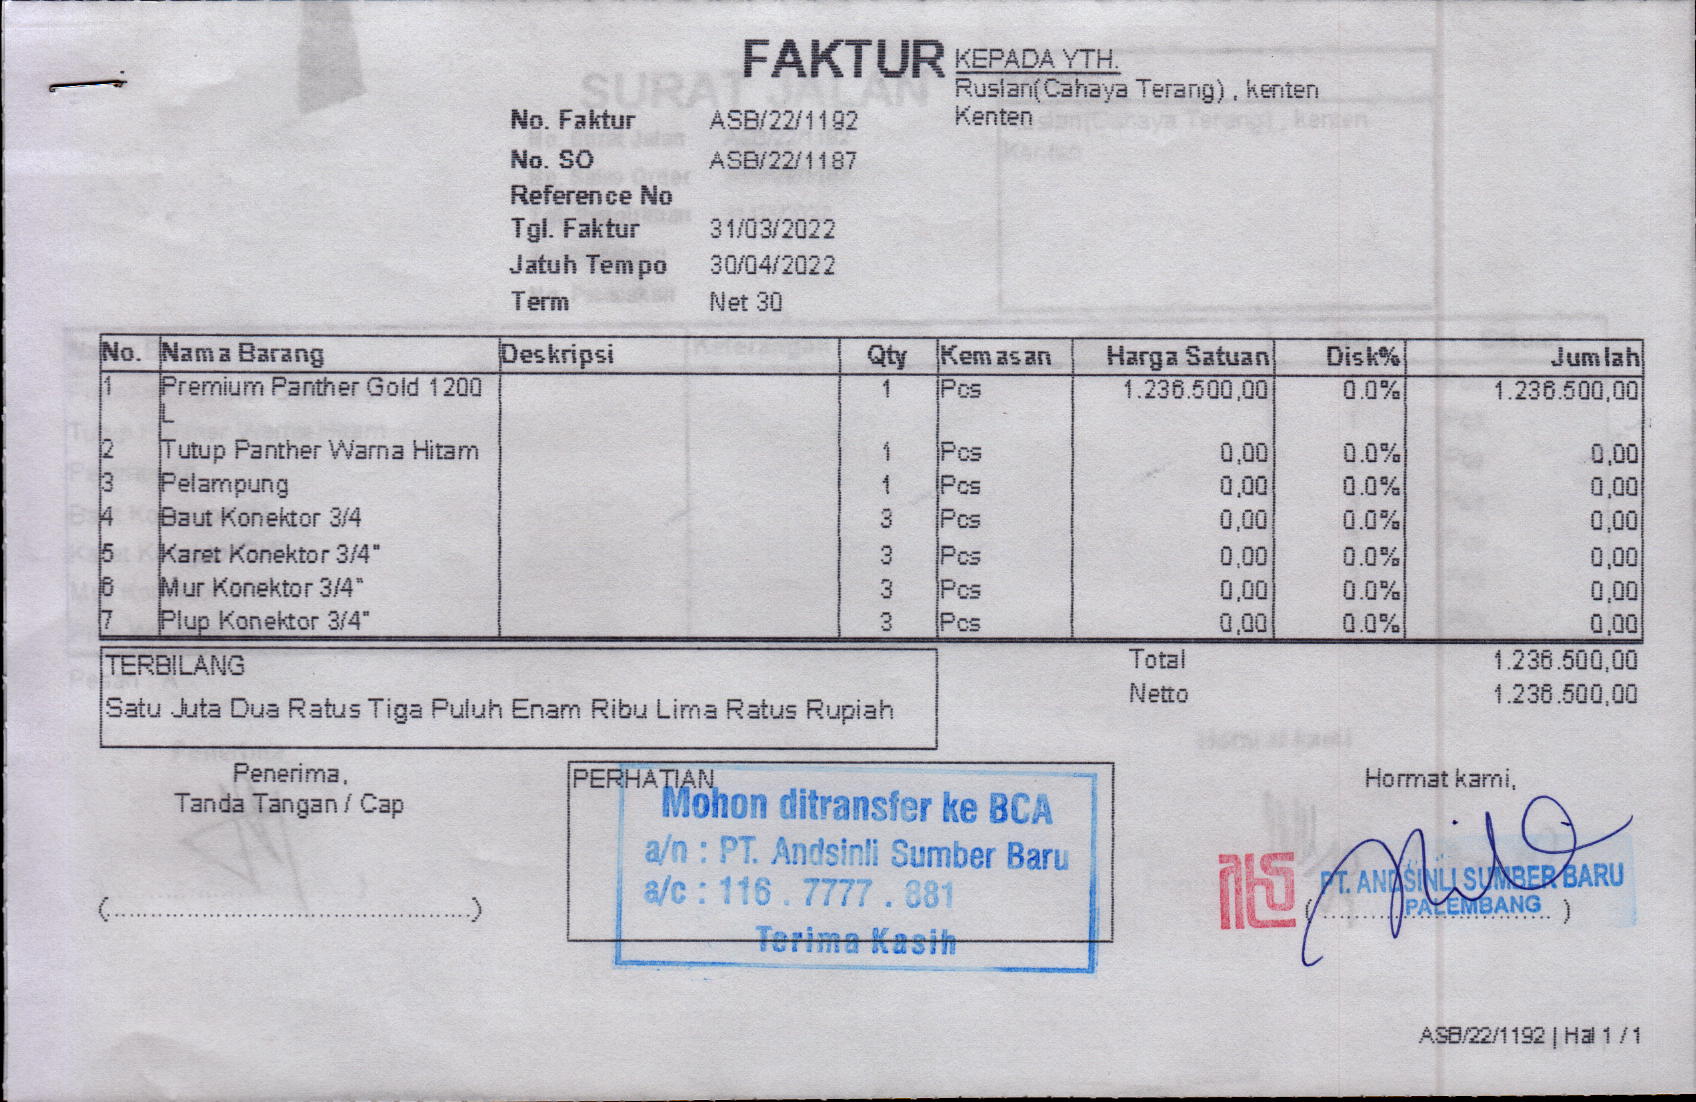 FAKTUR
KEPADA YTH.
Ruslan(Cahaya Terang) , kenten
Kenten
No. Faktur ASB/22/1192
No. SO ASB/22/1187
Reference No
Tgl. Faktur 31/03/2022
Jatuh Tempo 30/04/2022
Term Net 30
No. Nama Barang Deskripsi Qty Kemasan Harga Satuan Disk% Jumlah
1 Premium Panther Gold 1200 1 Pcs 1.236.500,00 0.0% 1.236.500,00
L
2 Tutup Panther Warna Hitam 1 Pcs 0,00 0.0% 0,00
3 Pelampung 1 Pcs 0,00 0.0% 0,00
4 Baut Konektor 3/4 3 Pcs 0,00 0.0% 0,00
5 Karet Konektor 3/4" 3 Pcs 0,00 0.0% 0,00
6 Mur Konektor 3/4" 3 Pcs 0,00 0.0% 0,00
7 Plup Konektor 3/4" 3 Pcs 0,00 0.0% 0,00
TERBILANG
Satu Juta Dua Ratus Tiga Puluh Enam Ribu Lima Ratus Rupiah
Total 1.236.500,00
Netto 1.236.500,00
Penerima,
Tanda Tangan / Cap
(.................................................)
PERHATIAN
Mohon ditransfer ke BCA
a/n : PT. Andsinli Sumber Baru
a/c : 116 . 7777 . 881
Terima Kasih
Hormat kami,
PT. ANDSINLI SUMBER BARU
PALEMBANG
ASB/22/1192 | Hal 1 / 1